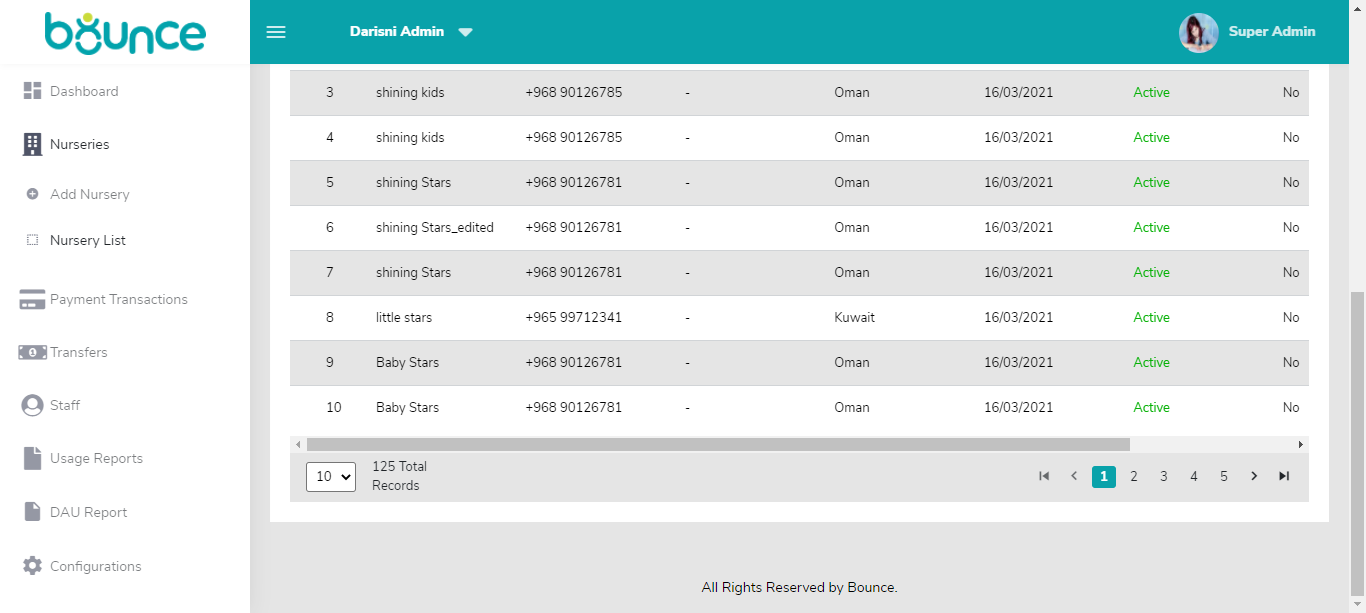 bounce
Darisni Admin
Super Admin
Dashboard
Nurseries
Add Nursery
Nursery List
Payment Transactions
Transfers
Staff
Usage Reports
DAU Report
Configurations
3 shining kids +968 90126785 - Oman 16/03/2021 Active No
4 shining kids +968 90126785 - Oman 16/03/2021 Active No
5 shining Stars +968 90126781 - Oman 16/03/2021 Active No
6 shining Stars_edited +968 90126781 - Oman 16/03/2021 Active No
7 shining Stars +968 90126781 - Oman 16/03/2021 Active No
8 little stars +965 99712341 - Kuwait 16/03/2021 Active No
9 Baby Stars +968 90126781 - Oman 16/03/2021 Active No
10 Baby Stars +968 90126781 - Oman 16/03/2021 Active No
10
125 Total
Records
1 2 3 4 5
All Rights Reserved by Bounce.